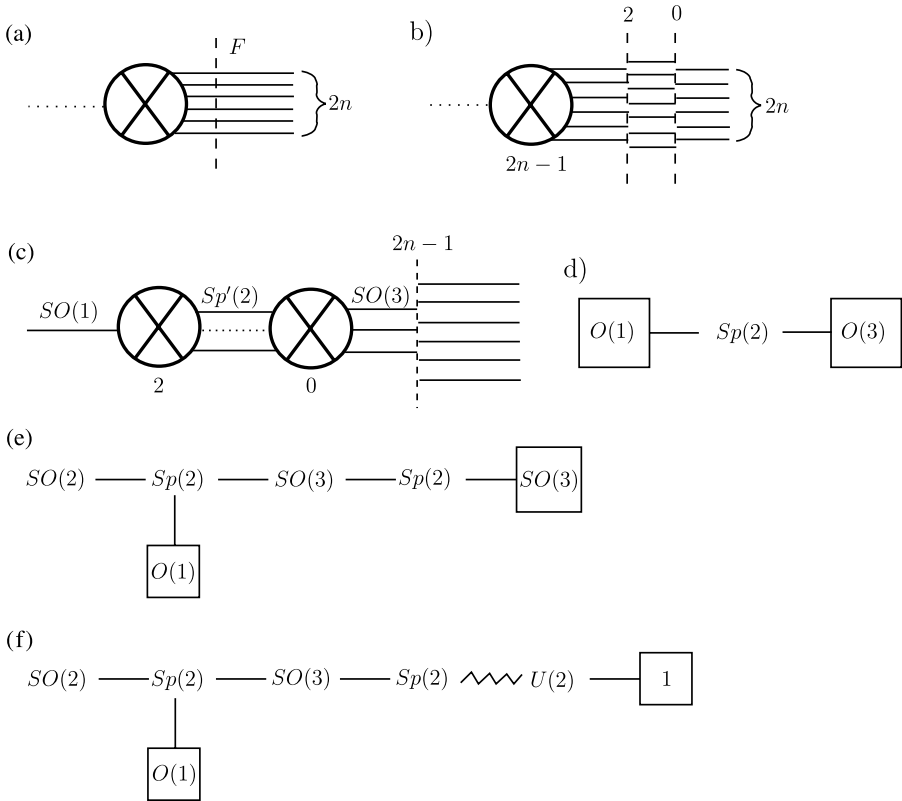 (a)
F
2n
b)
2 0
2n
2n − 1
(c)
2n − 1
SO(1) Sp′(2) SO(3)
2 0
d)
O(1) Sp(2) O(3)
(e)
SO(2) Sp(2) SO(3) Sp(2) SO(3)
O(1)
(f)
SO(2) Sp(2) SO(3) Sp(2) U(2) 1
O(1)